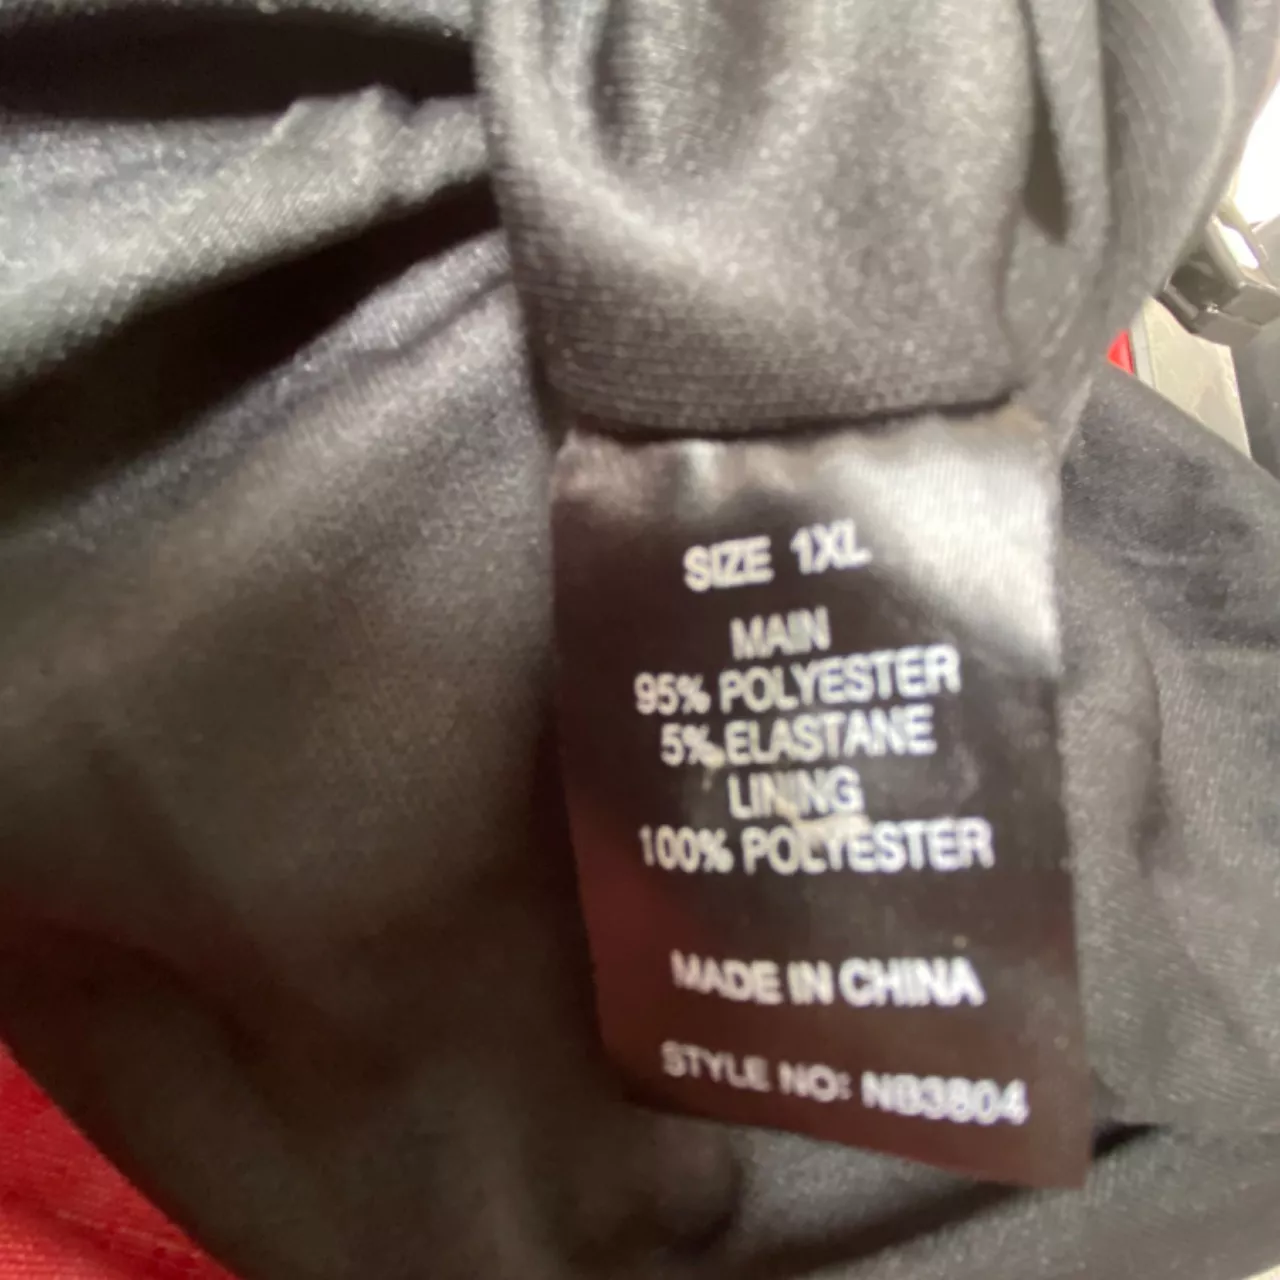 SIZE 1XL
MAIN
95% POLYESTER
5% ELASTANE
LINING
100% POLYESTER
MADE IN CHINA
STYLE NO: NB3804